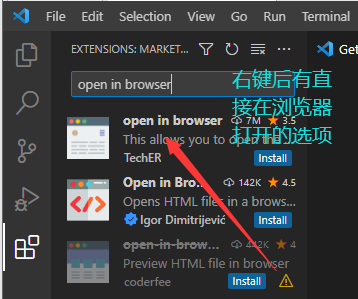 File Edit Selection View Go Run Terminal
EXTENSIONS: MARKET...
Get
open in browser
右键后有直
接在浏览器
打开的选项
open in browser 7M 3.5
This allows you to open the
TechER Install
Open in Bro... 142K 4.5
Opens HTML files in a brows...
Igor Dimitrijević Install
open-in-brow... 442K 4
Preview HTML file in browser
coderfee Install